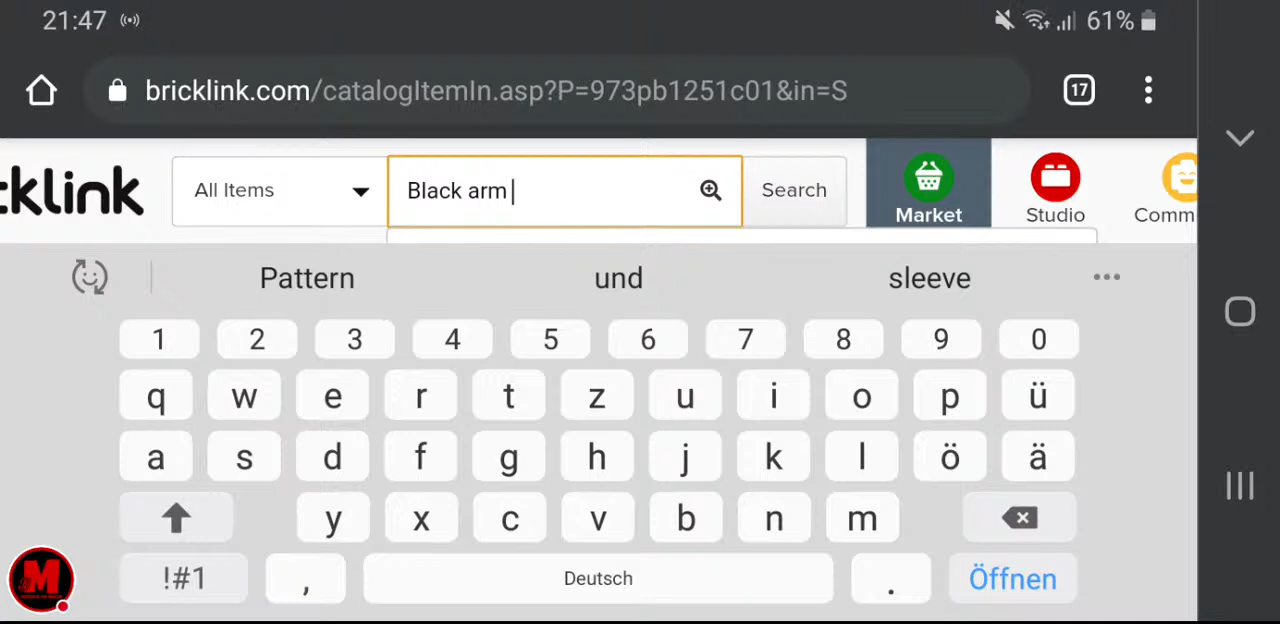 21:47 61%
bricklink.com/catalogItemIn.asp?P=973pb1251c01&in=S 17
cklink All Items Black arm Search Market Studio Comm
Pattern und sleeve
1 2 3 4 5 6 7 8 9 0
q w e r t z u i o p ü
a s d f g h j k l ö ä
y x c v b n m
M !#1 , Deutsch . Öffnen